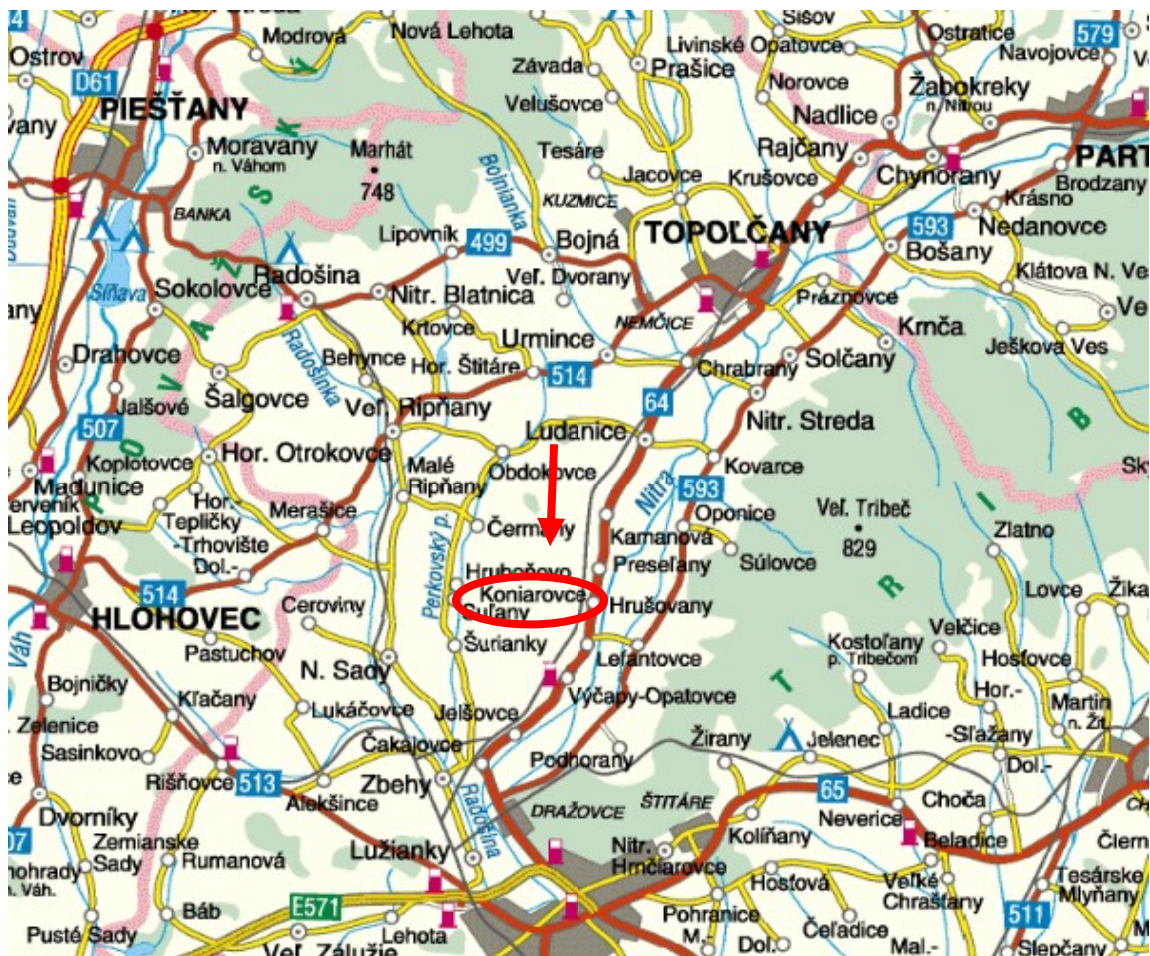 Modrová
Nová Lehota
Šišov
Ostratice
579
Livinské Opatovce
Navojovce
Ostrov
Závada
Prašice
D61
Norovce
Žabokreky
n. Nitrou
PIEŠŤANY
Velušovce
Nadlice
Moravany
n. Váhom
Marhát
748
Tesáre
Rajčany
PART
Bojnianka
Jacovce
Krušovce
Chynorany
Brodzany
BANKA
KUZMICE
Krásno
Lipovník
499
Bojná
TOPOĽČANY
593
Nedanovce
Bošany
Radošina
Veľ. Dvorany
Klátova N. Ves
Síňava
Sokolovce
Nitr. Blatnica
Práznovce
Krtovce
NEMČICE
Krnča
Urmince
Radošinka
Behynce
Hor. Štitáre
Solčany
Ješkova Ves
Drahovce
514
Chrabrany
Šalgovce
64
Jalšové
Veľ. Ripňany
Nitr. Streda
507
Ludanice
Hor. Otrokovce
Koplotovce
Malé
Ripňany
Obdokovce
Kovarce
Madunice
Nitra
593
Hor.
Tepličky
Merašice
Oponice
Veľ. Tribeč
829
Leopoldov
Čermany
Kamanová
Zlatno
-Trhovište
Dol.-
Súlovce
Perkovský p.
Preseľany
514
Koniarovce
Lovce
HLOHOVEC
Ceroviny
Hrušovany
Velčice
Kostoľany
p. Tribečom
Váh
Pastuchov
Šurianky
Lefantovce
Hosťovce
N. Sady
Bojničky
Kľačany
Výčapy-Opatovce
Hor.-
Martin
n. Žit.
Zelenice
Lukáčovce
Jelšovce
Ladice
-Sľažany
Sasinkovo
Čakajovce
Žirany
Jelenec
Podhorany
Dol.-
Rišňovce
513
Zbehy
Alekšince
65
Choča
Dvorníky
DRAŽOVCE
ŠTITÁRE
Neverice
Radošina
Kolíňany
Beladice
Zemianske
Sady
Rumanová
Lužianky
Nitr.
Hrnčiarovce
Tesárske
Mlyňany
Hosťová
Veľké
Chrašťany
E571
Báb
Pohranice
511
Pusté Sady
Lehota
M.-
Čeľadice
Veľ. Zálužie
Dol.
Mal.-
Slepčany
POVAŽSKÝ
TRIB